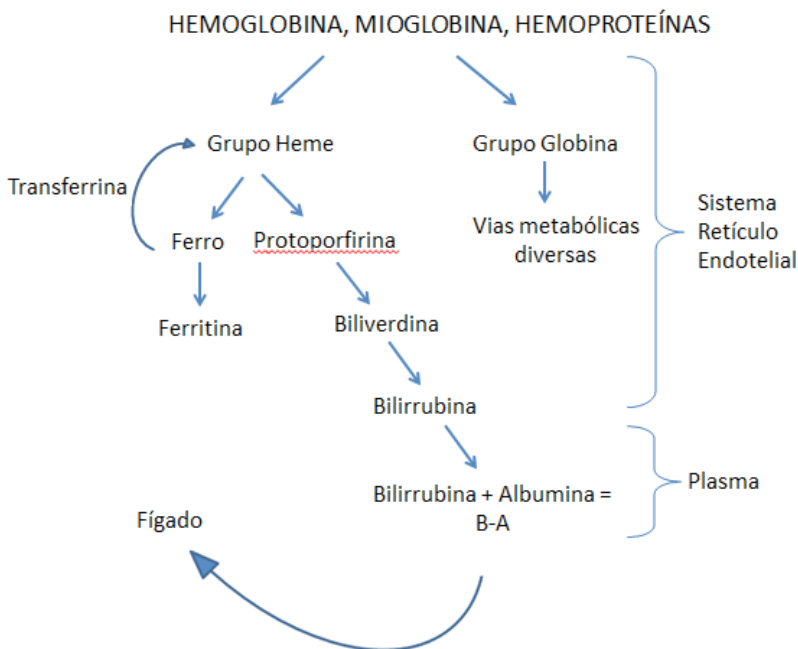 HEMOGLOBINA, MIOGLOBINA, HEMOPROTEÍNAS
Grupo Heme
Grupo Globina
Transferrina
Ferro
Protoporfirina
Vias metabólicas
diversas
Sistema
Retículo
Endotelial
Ferritina
Biliverdina
Bilirrubina
Bilirrubina + Albumina =
B-A
Plasma
Fígado